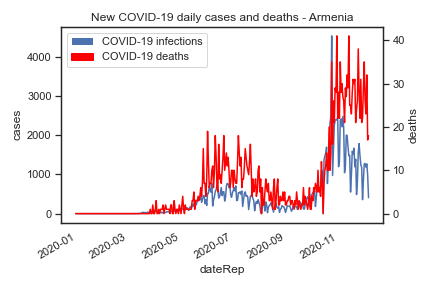 New COVID-19 daily cases and deaths - Armenia
COVID-19 infections
COVID-19 deaths
4000
3000
2000
1000
0
cases
40
30
20
10
0
deaths
2020-01
2020-03
2020-05
2020-07
2020-09
2020-11
dateRep